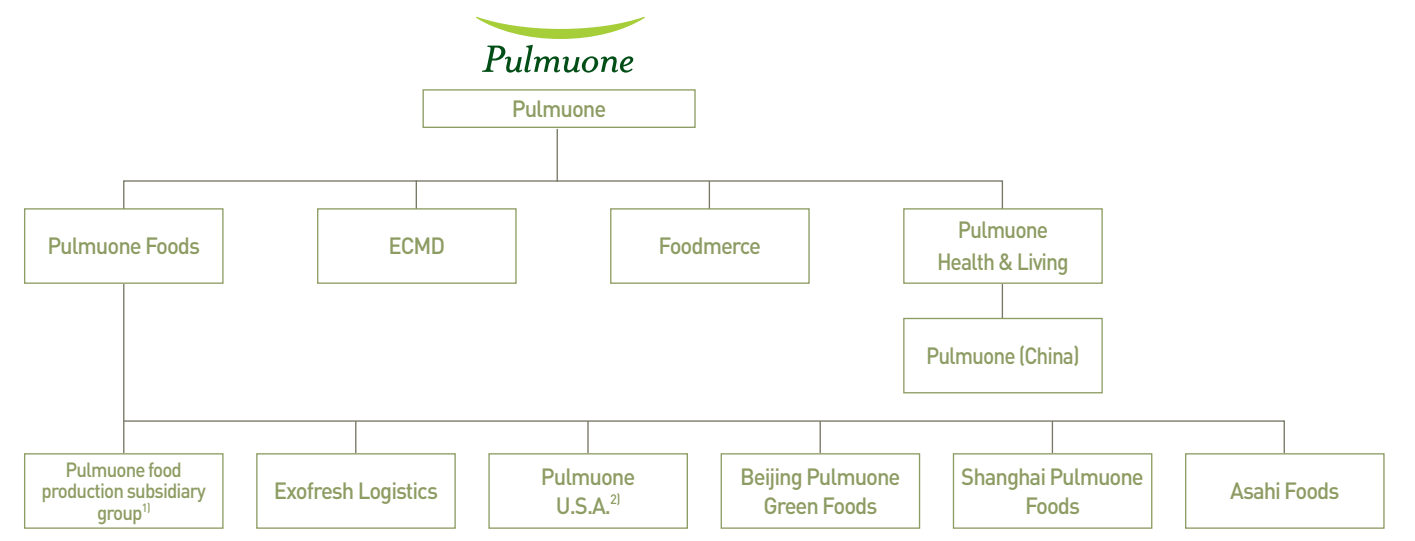 Pulmuone
Pulmuone
Pulmuone Foods
ECMD
Foodmerce
Pulmuone
Health & Living
Pulmuone (China)
Pulmuone food
production subsidiary
group1)
Exofresh Logistics
Pulmuone
U.S.A.2)
Beijing Pulmuone
Green Foods
Shanghai Pulmuone
Foods
Asahi Foods